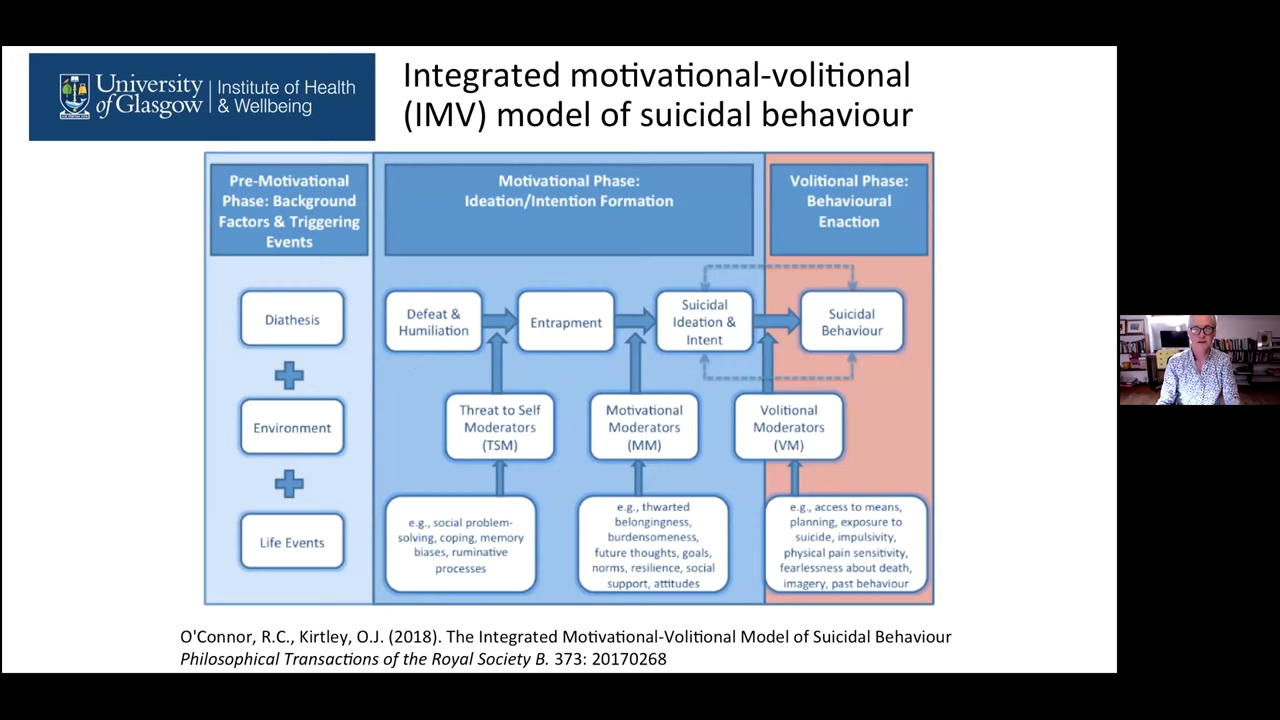 University
of Glasgow
Institute of Health
& Wellbeing
Integrated motivational-volitional
(IMV) model of suicidal behaviour
Pre-Motivational
Phase: Background
Factors & Triggering
Events
Motivational Phase:
Ideation/Intention Formation
Volitional Phase:
Behavioural
Enaction
Diathesis
Environment
Life Events
Defeat &
Humiliation
Entrapment
Suicidal
Ideation &
Intent
Suicidal
Behaviour
Threat to Self
Moderators
(TSM)
Motivational
Moderators
(MM)
Volitional
Moderators
(VM)
e.g., social problem-
solving, coping, memory
biases, ruminative
processes
e.g., thwarted
belongingness,
burdensomeness,
future thoughts, goals,
norms, resilience, social
support, attitudes
e.g., access to means,
planning, exposure to
suicide, impulsivity,
physical pain sensitivity,
fearlessness about death,
imagery, past behaviour
O'Connor, R.C., Kirtley, O.J. (2018). The Integrated Motivational-Volitional Model of Suicidal Behaviour
Philosophical Transactions of the Royal Society B. 373: 20170268